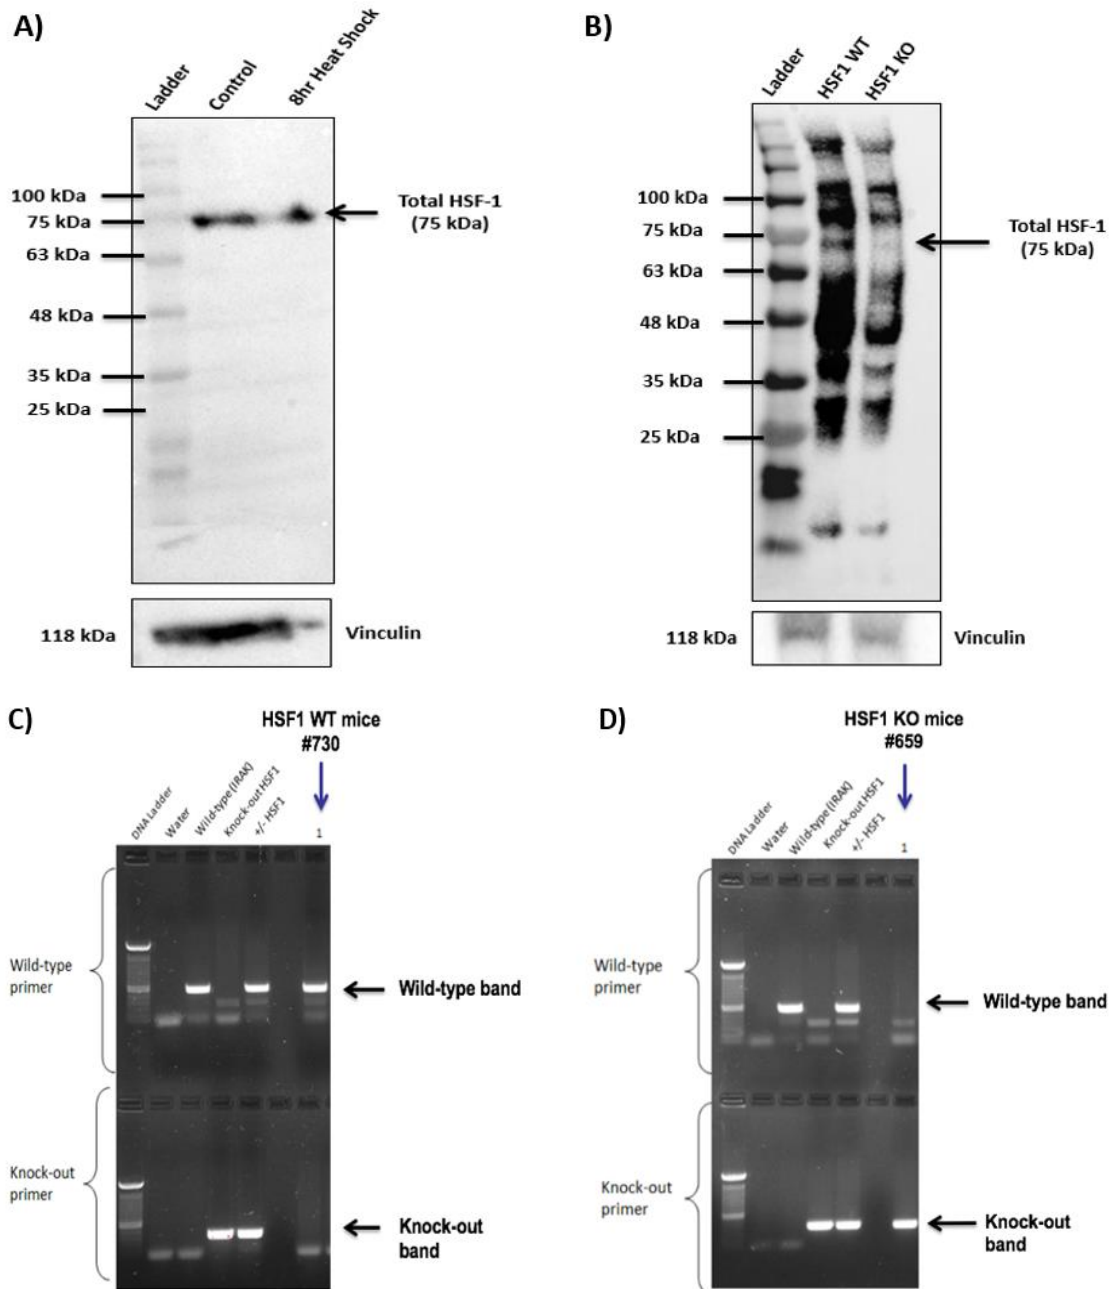 A)
Ladder
Control
8hr Heat Shock
100 kDa
75 kDa
63 kDa
48 kDa
35 kDa
25 kDa
Total HSF-1
(75 kDa)
118 kDa
Vinculin
B)
Ladder
HSF1 WT
HSF1 KO
100 kDa
75 kDa
63 kDa
48 kDa
35 kDa
25 kDa
Total HSF-1
(75 kDa)
118 kDa
Vinculin
C)
HSF1 WT mice
#730
DNA Ladder
Water
Wild-type (IRAK)
Knock-out HSF1
+/- HSF1
1
Wild-type
primer
Wild-type band
Knock-out
primer
Knock-out
band
D)
HSF1 KO mice
#659
DNA Ladder
Water
Wild-type (IRAK)
Knock-out HSF1
+/- HSF1
1
Wild-type
primer
Wild-type band
Knock-out
primer
Knock-out
band